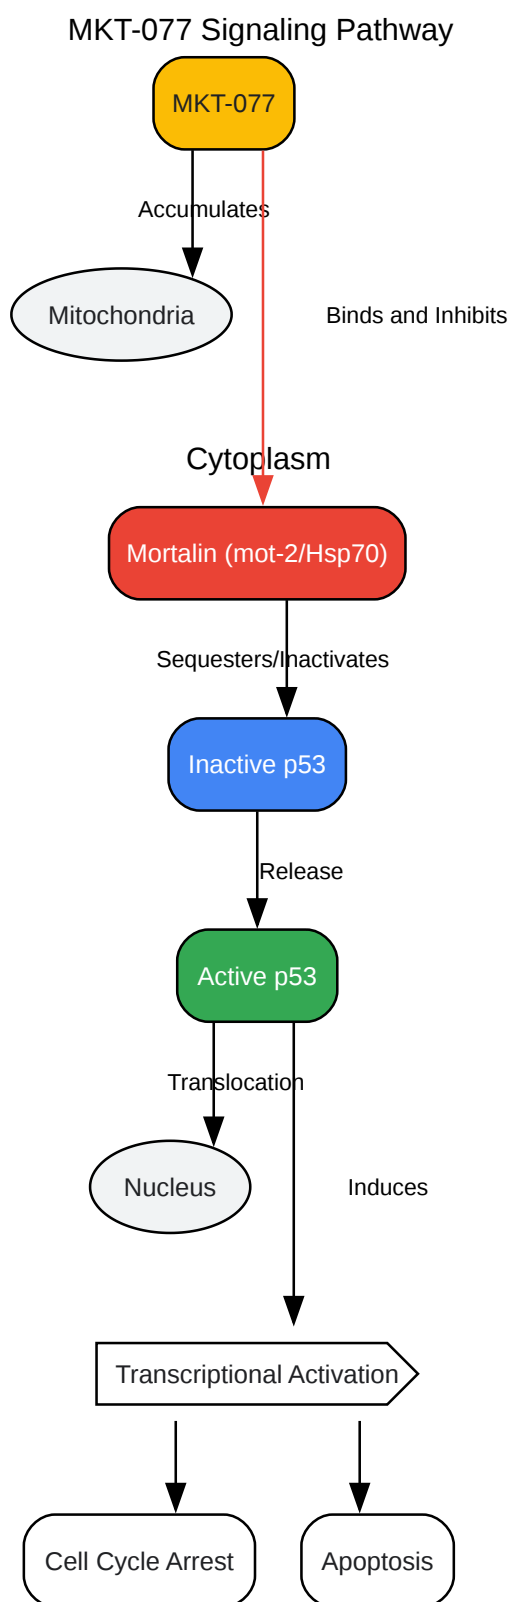 MKT-077 Signaling Pathway
MKT-077
Accumulates
Mitochondria
Binds and Inhibits
Cytoplasm
Mortalin (mot-2/Hsp70)
Sequesters/Inactivates
Inactive p53
Release
Active p53
Translocation
Nucleus
Induces
Transcriptional Activation
Cell Cycle Arrest
Apoptosis